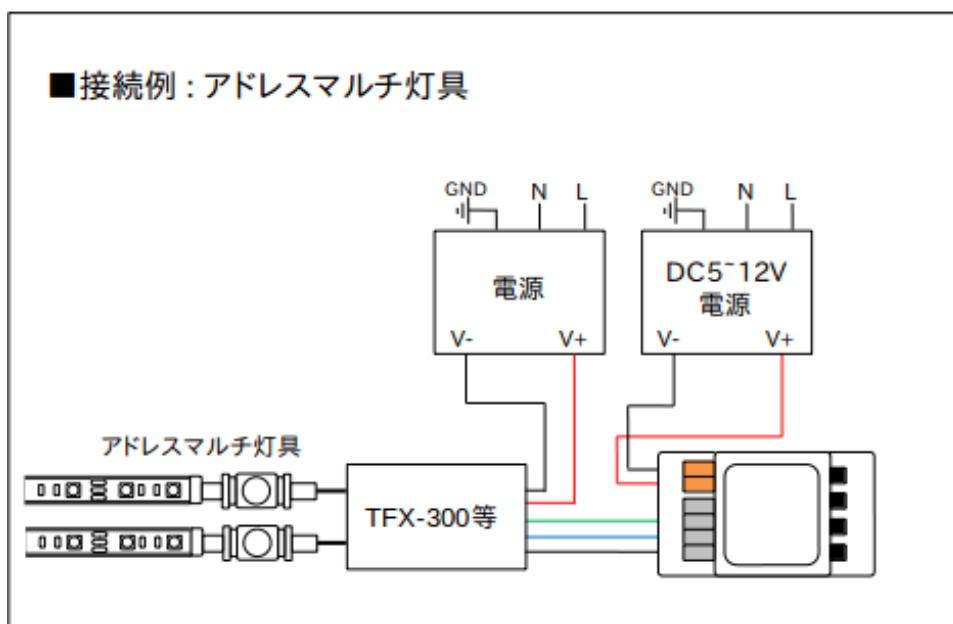 ■接続例：アドレスマルチ灯具
GND N L
GND N L
電源
V- V+
DC5~12V
電源
V- V+
アドレスマルチ灯具
TFX-300等